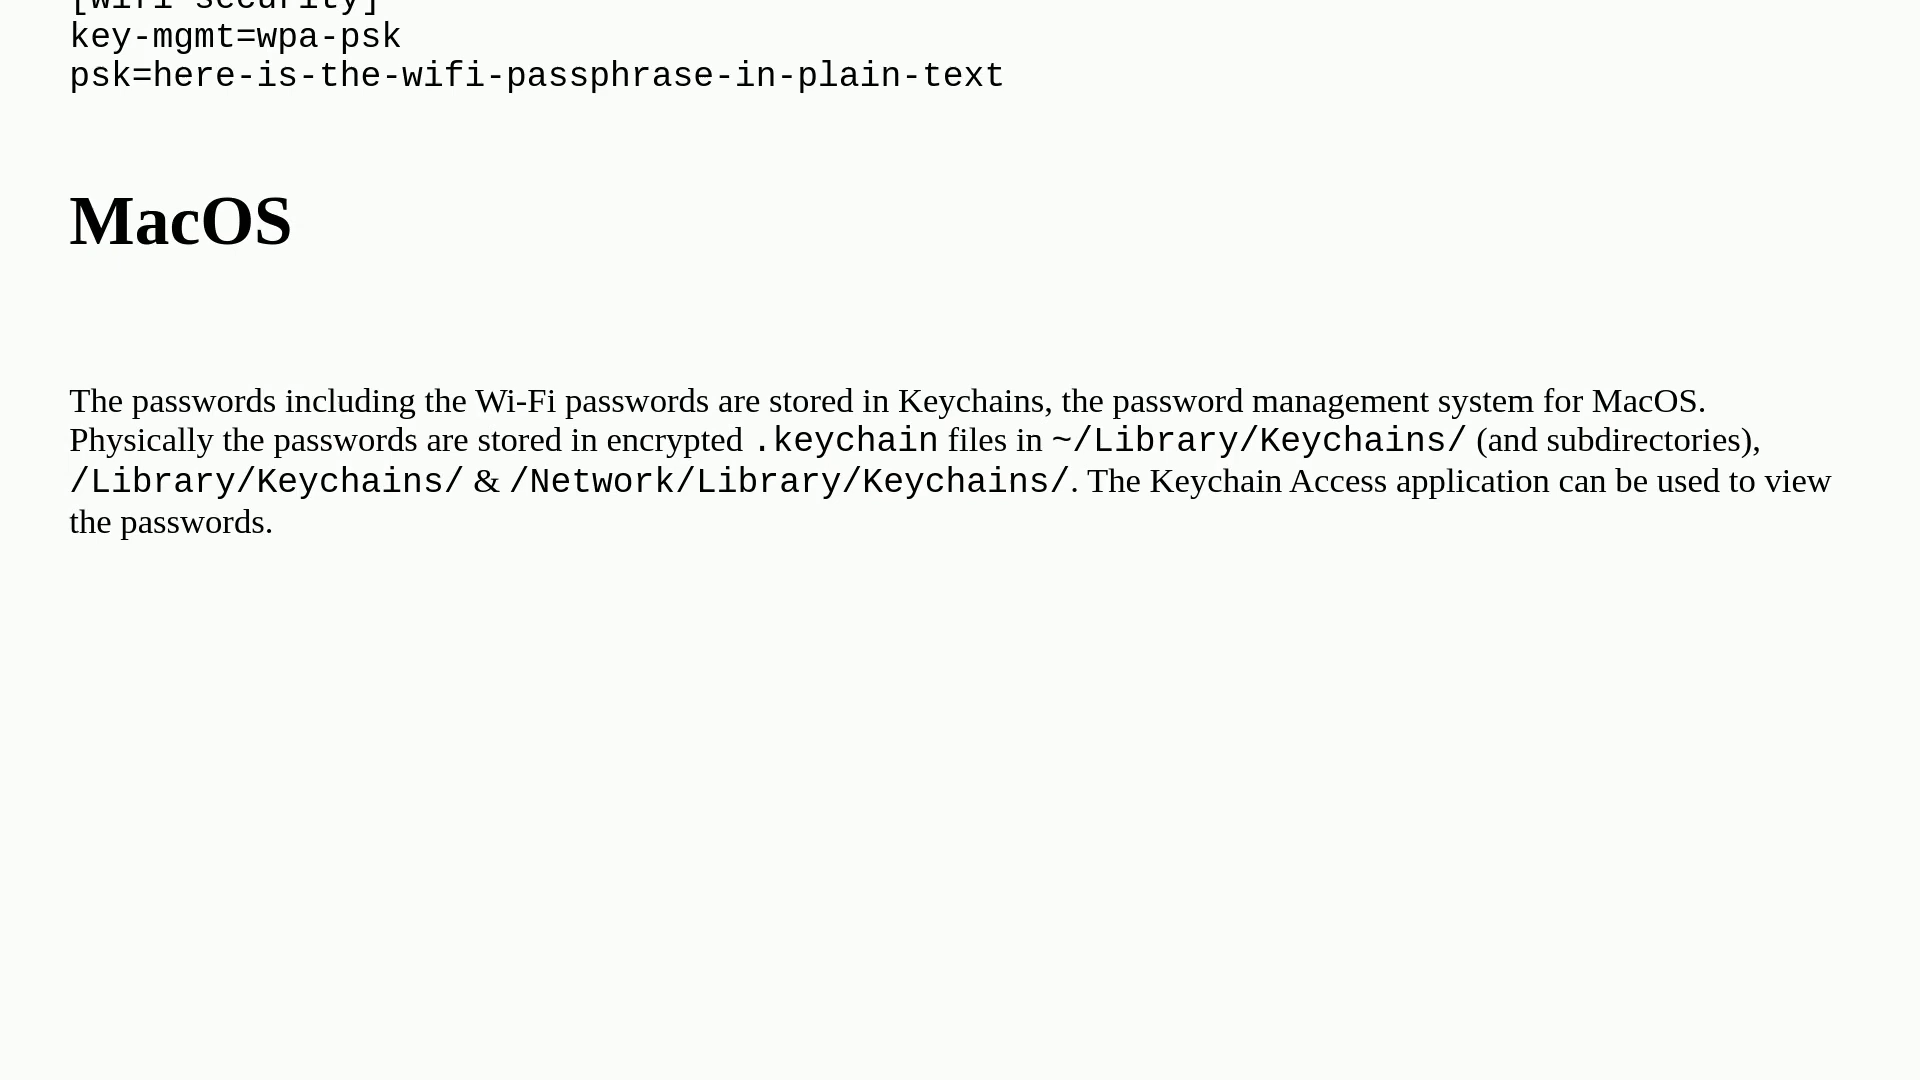 [wifi-security]
key-mgmt=wpa-psk
psk=here-is-the-wifi-passphrase-in-plain-text
MacOS
The passwords including the Wi-Fi passwords are stored in Keychains, the password management system for MacOS.
Physically the passwords are stored in encrypted .keychain files in ~/Library/Keychains/ (and subdirectories),
/Library/Keychains/ & /Network/Library/Keychains/. The Keychain Access application can be used to view
the passwords.